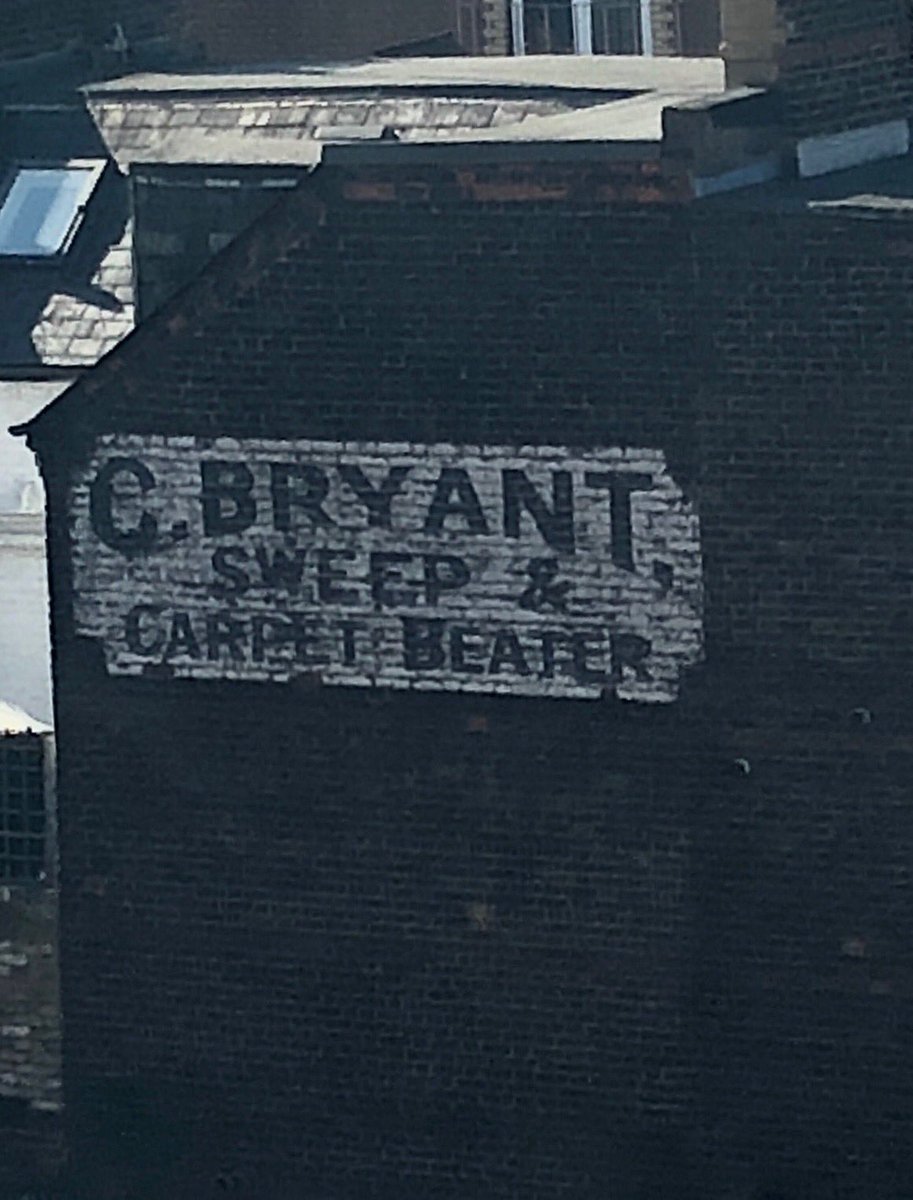 C. BRYANT,
SWEEP &
CARPET BEATER